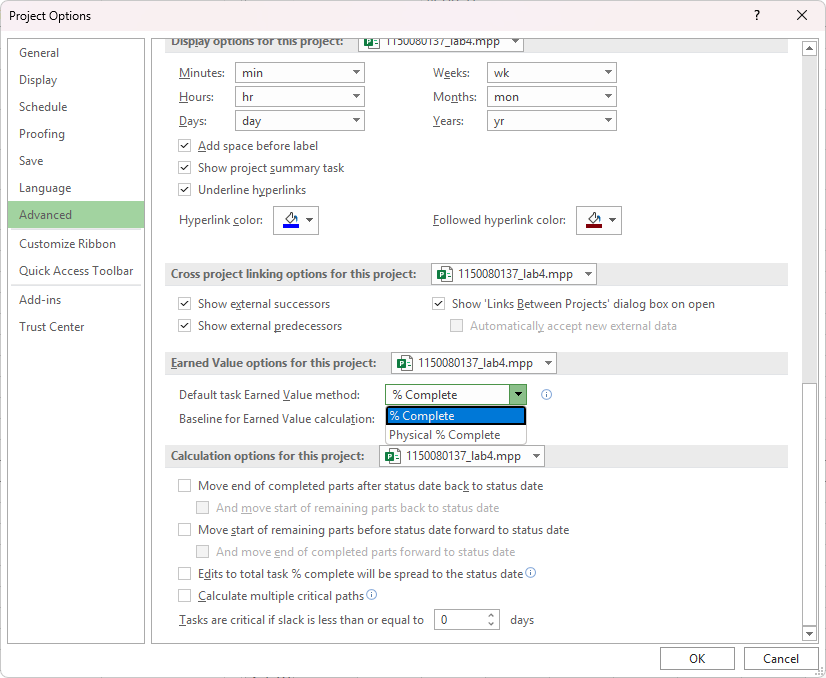 Project Options ?
General
Display
Schedule
Proofing
Save
Language
Advanced
Customize Ribbon
Quick Access Toolbar
Add-ins
Trust Center
Display options for this project: 1150080137_lab4.mpp
Minutes: min Weeks: wk
Hours: hr Months: mon
Days: day Years: yr
Add space before label
Show project summary task
Underline hyperlinks
Hyperlink color: Followed hyperlink color:
Cross project linking options for this project: 1150080137_lab4.mpp
Show external successors Show 'Links Between Projects' dialog box on open
Show external predecessors Automatically accept new external data
Earned Value options for this project: 1150080137_lab4.mpp
Default task Earned Value method: % Complete
% Complete
Baseline for Earned Value calculation:
Physical % Complete
Calculation options for this project: 1150080137_lab4.mpp
Move end of completed parts after status date back to status date
And move start of remaining parts back to status date
Move start of remaining parts before status date forward to status date
And move end of completed parts forward to status date
Edits to total task % complete will be spread to the status date
Calculate multiple critical paths
Tasks are critical if slack is less than or equal to 0 days
OK Cancel